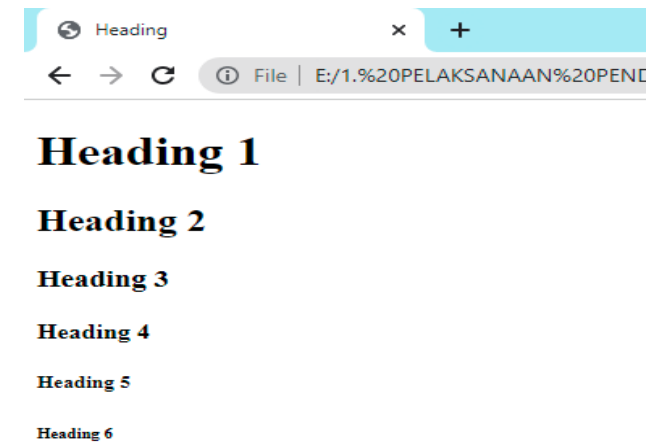 Heading
File | E:/1.%20PELAKSANAAN%20PEND
Heading 1
Heading 2
Heading 3
Heading 4
Heading 5
Heading 6